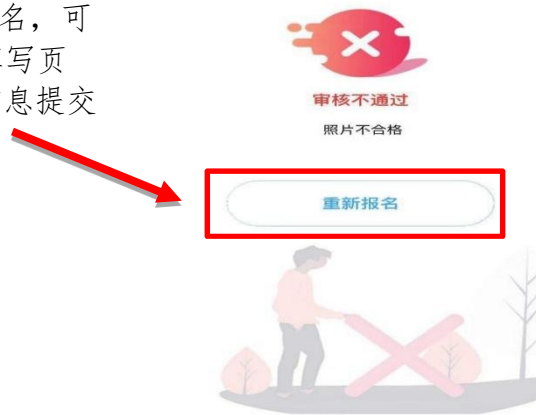 名，可
写页
息提交
审核不通过
照片不合格
重新报名